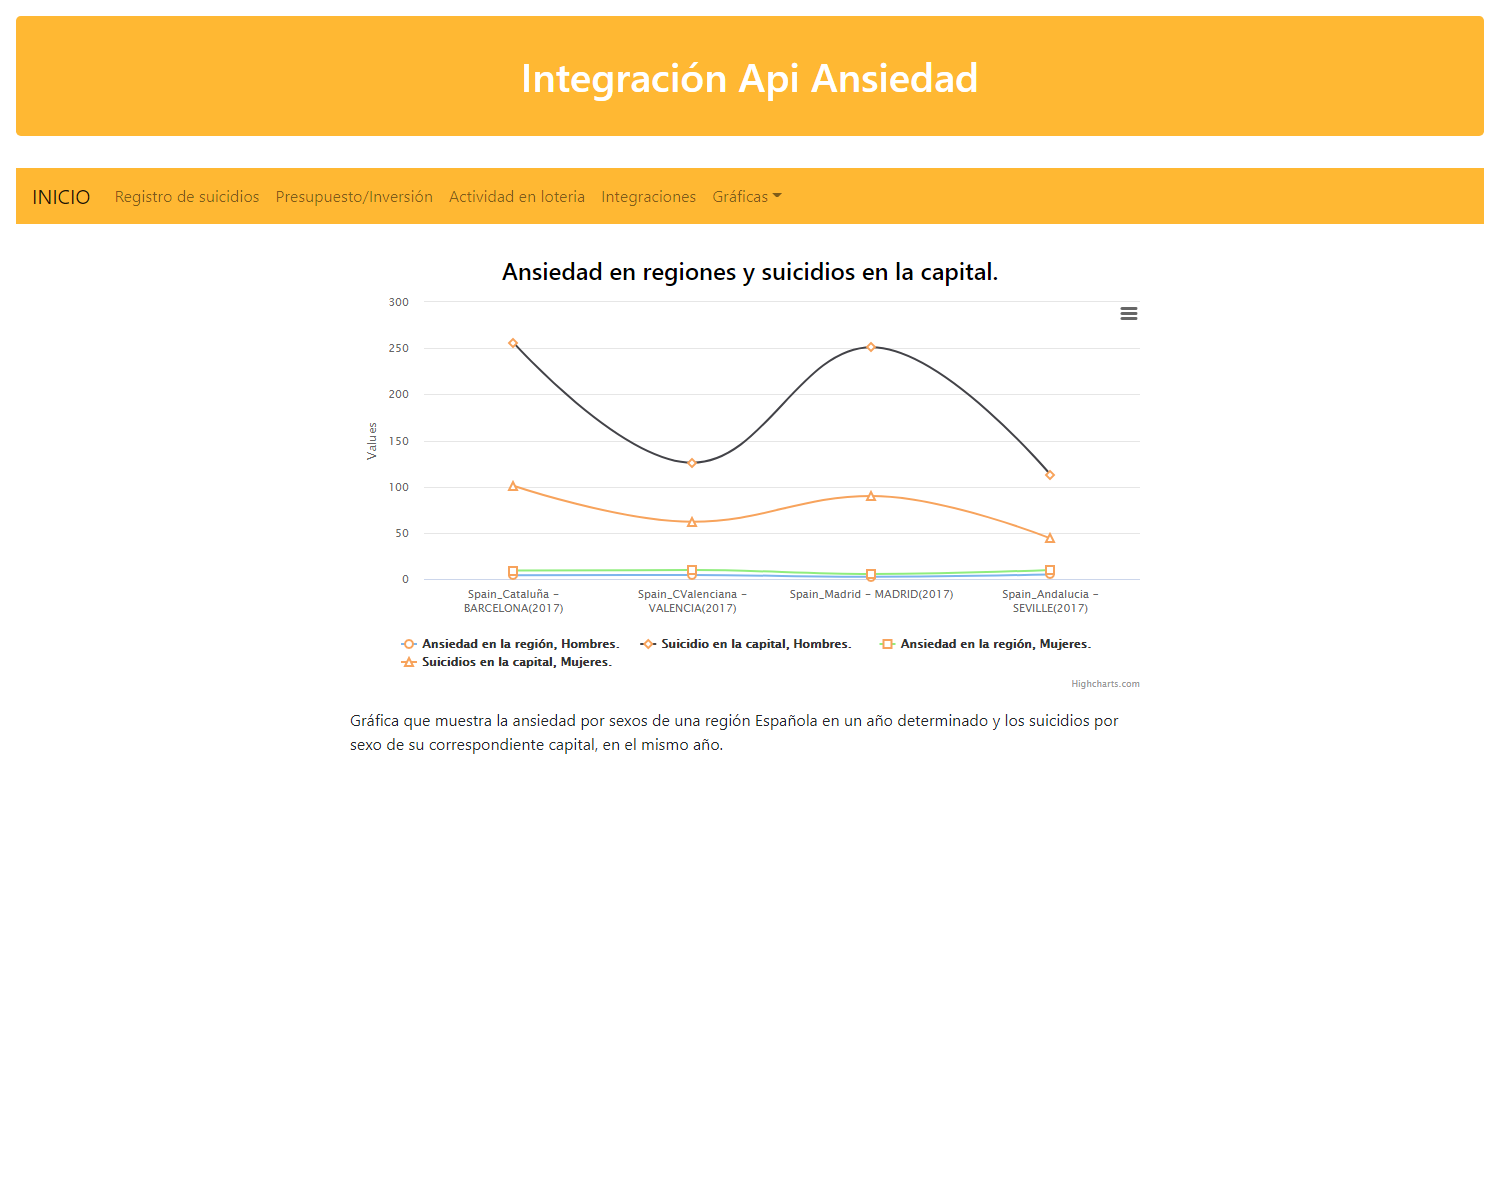 Integración Api Ansiedad
INICIO Registro de suicidios Presupuesto/Inversión Actividad en loteria Integraciones Gráficas
Ansiedad en regiones y suicidios en la capital.
300
250
200
150
100
50
0
Values
Spain_Cataluña -
BARCELONA(2017)
Spain_CValenciana -
VALENCIA(2017)
Spain_Madrid - MADRID(2017)
Spain_Andalucia -
SEVILLE(2017)
Ansiedad en la región, Hombres. Suicidio en la capital, Hombres. Ansiedad en la región, Mujeres.
Suicidios en la capital, Mujeres.
Highcharts.com
Gráfica que muestra la ansiedad por sexos de una región Española en un año determinado y los suicidios por
sexo de su correspondiente capital, en el mismo año.